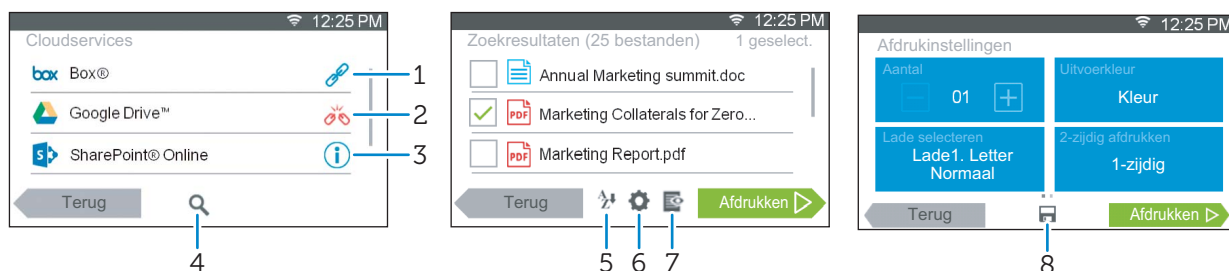 12:25 PM
Cloudservices
box Box®
Google Drive™
SharePoint® Online
Terug
1
2
3
4
12:25 PM
Zoekresultaten (25 bestanden) 1 geselect.
Annual Marketing summit.doc
PDF Marketing Collaterals for Zero...
PDF Marketing Report.pdf
Terug
Afdrukken
5 6 7
12:25 PM
Afdrukinstellingen
Aantal
01
Uitvoerkleur
Kleur
Lade selecteren
Lade1. Letter
Normaal
2-zijdig afdrukken
1-zijdig
Terug
Afdrukken
8